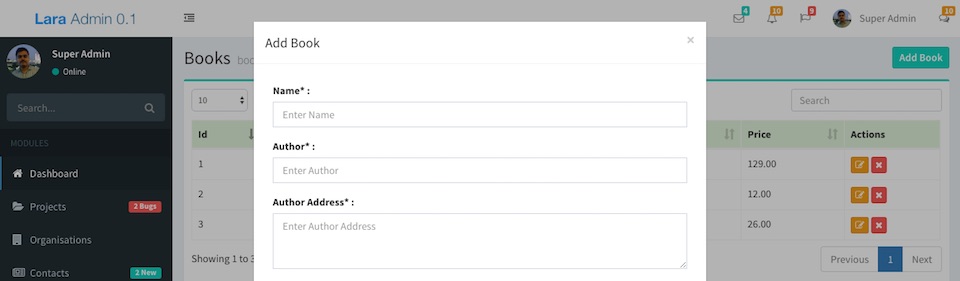 Lara Admin 0.1
4
10
9
Super Admin
10
Super Admin
Online
Search...
MODULES
Dashboard
Projects
2 Bugs
Organisations
Contacts
2 New
Books
Add Book
10
Search
Id
Price
Actions
1
129.00
2
12.00
3
26.00
Showing 1 to
Previous
1
Next
Add Book
×
Name* :
Enter Name
Author* :
Enter Author
Author Address* :
Enter Author Address